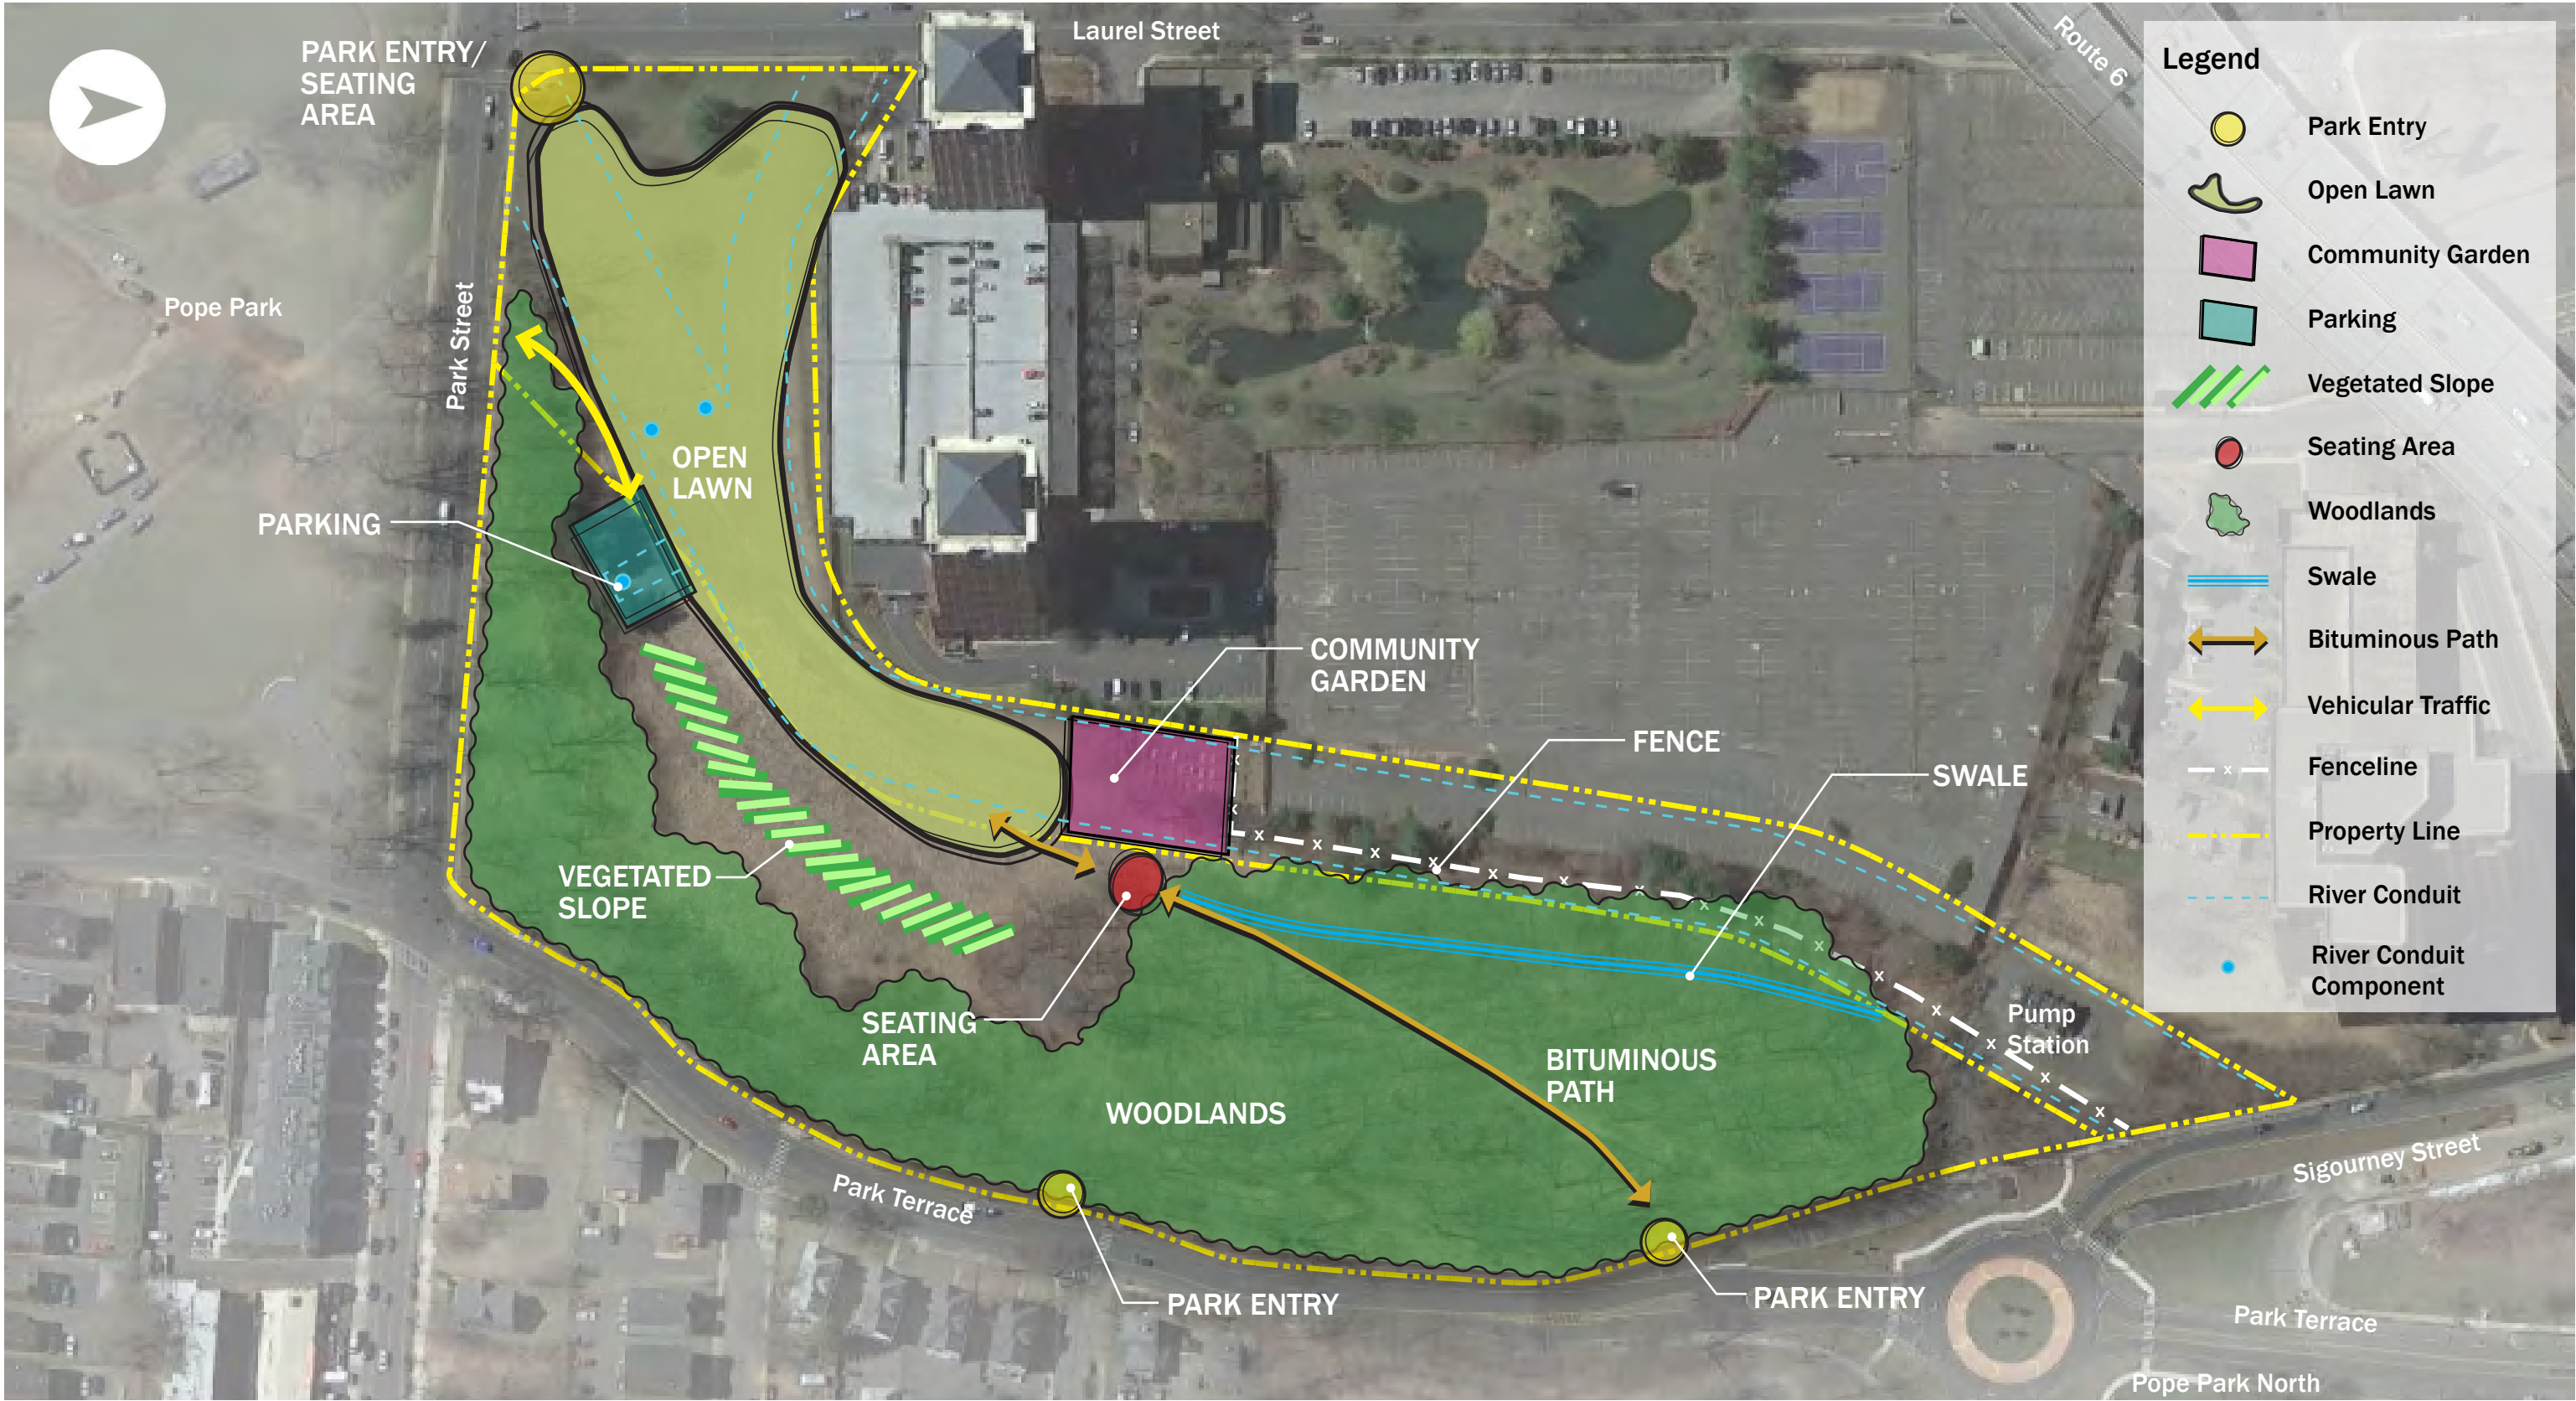 Laurel Street
Route 6
PARK ENTRY/
SEATING
AREA
Pope Park
Park Street
OPEN
LAWN
PARKING
COMMUNITY
GARDEN
FENCE
SWALE
VEGETATED
SLOPE
SEATING
AREA
BITUMINOUS
PATH
WOODLANDS
Pump
Station
Park Terrace
Sigourney Street
PARK ENTRY
PARK ENTRY
Park Terrace
Pope Park North
Legend
Park Entry
Open Lawn
Community Garden
Parking
Vegetated Slope
Seating Area
Woodlands
Swale
Bituminous Path
Vehicular Traffic
x Fenceline
Property Line
River Conduit
River Conduit
Component